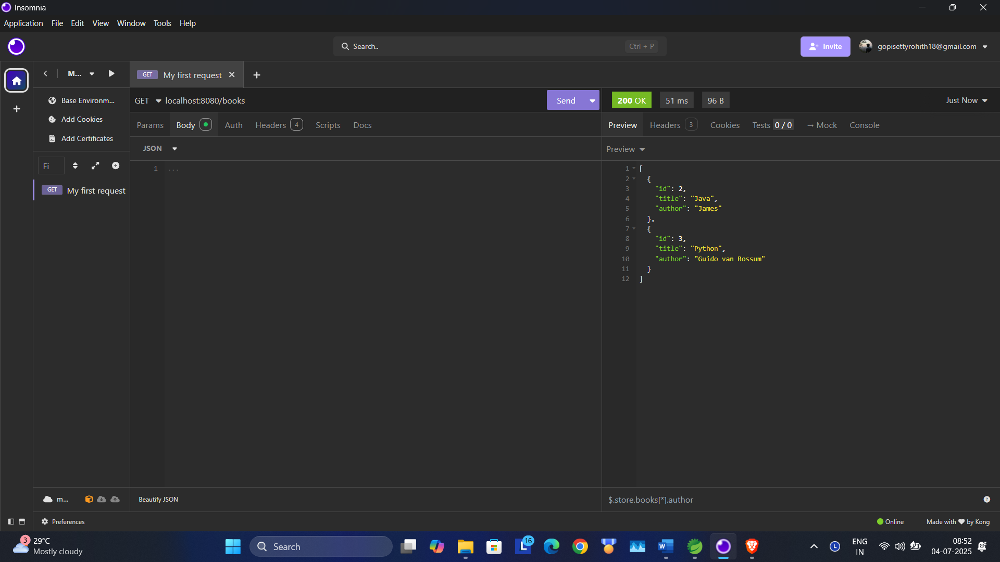 Insomnia
Application File Edit View Window Tools Help
Search.. Ctrl + P
Invite
gopisettyrohith18@gmail.com
M...
GET My first request
Base Environm...
Add Cookies
Add Certificates
Fi
GET My first request
GET localhost:8080/books
Send
Params Body Auth Headers 4 Scripts Docs
JSON
1 ...
200 OK 51 ms 96 B
Just Now
Preview Headers 3 Cookies Tests 0 / 0 → Mock Console
Preview
1 [
2 {
3 "id": 2,
4 "title": "Java",
5 "author": "James"
6 },
7 {
8 "id": 3,
9 "title": "Python",
10 "author": "Guido van Rossum"
11 }
12 ]
m...
Beautify JSON
$.store.books[*].author
Preferences
Online
Made with ❤ by Kong
3
29°C
Mostly cloudy
Search
16
L
W
L
ENG
IN
08:52
04-07-2025